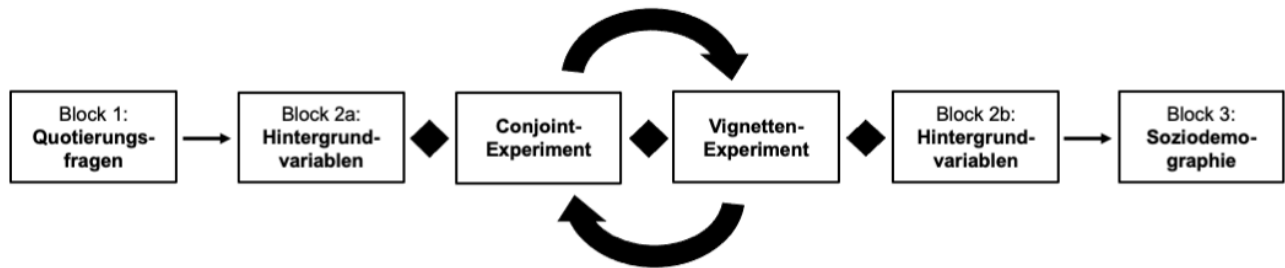 Block 1:
Quotierungs-
fragen
Block 2a:
Hintergrund-
variablen
Conjoint-
Experiment
Vignetten-
Experiment
Block 2b:
Hintergrund-
variablen
Block 3:
Soziodemo-
graphie